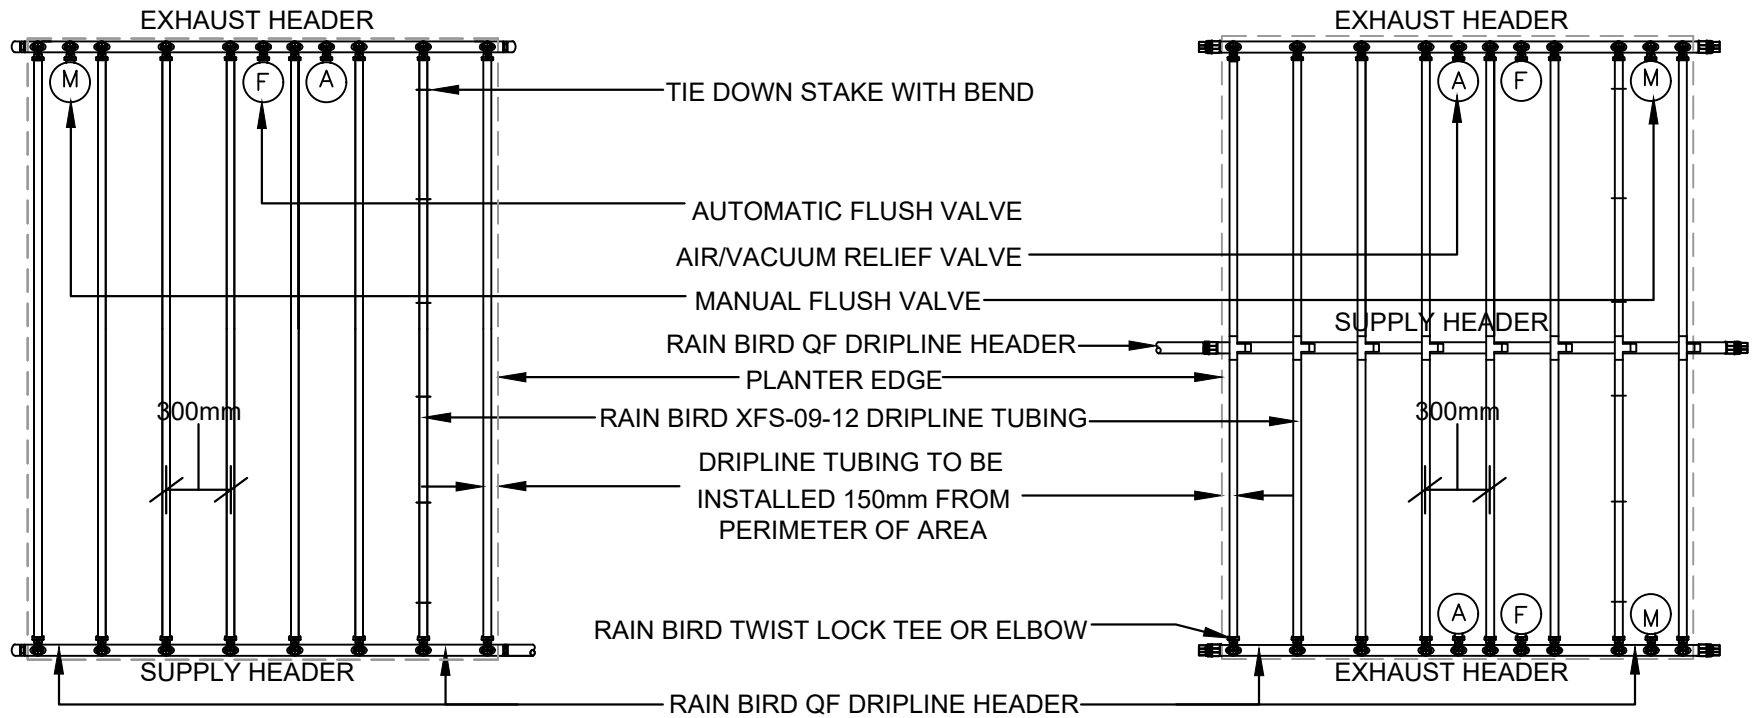 EXHAUST HEADER
EXHAUST HEADER
M
F
A
A
F
M
TIE DOWN STAKE WITH BEND
AUTOMATIC FLUSH VALVE
AIR/VACUUM RELIEF VALVE
MANUAL FLUSH VALVE
SUPPLY HEADER
RAIN BIRD QF DRIPLINE HEADER
PLANTER EDGE
300mm
300mm
RAIN BIRD XFS-09-12 DRIPLINE TUBING
DRIPLINE TUBING TO BE
INSTALLED 150mm FROM
PERIMETER OF AREA
A
F
M
RAIN BIRD TWIST LOCK TEE OR ELBOW
SUPPLY HEADER
EXHAUST HEADER
RAIN BIRD QF DRIPLINE HEADER